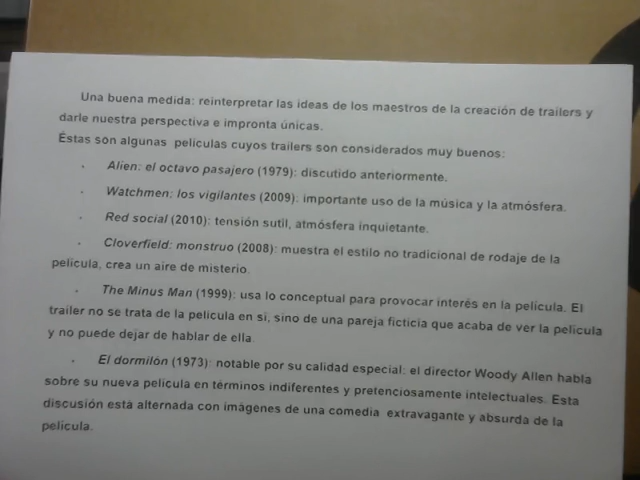 Una buena medida: reinterpretar las ideas de los maestros de la creación de trailers y
darle nuestra perspectiva e impronta únicas.
Éstas son algunas películas cuyos trailers son considerados muy buenos:
· Alien: el octavo pasajero (1979): discutido anteriormente.
· Watchmen: los vigilantes (2009): importante uso de la música y la atmósfera.
· Red social (2010): tensión sutil, atmósfera inquietante.
· Cloverfield: monstruo (2008): muestra el estilo no tradicional de rodaje de la
película, crea un aire de misterio.
· The Minus Man (1999): usa lo conceptual para provocar interés en la película. El
trailer no se trata de la película en sí, sino de una pareja ficticia que acaba de ver la película
y no puede dejar de hablar de ella.
· El dormilón (1973): notable por su calidad especial: el director Woody Allen habla
sobre su nueva película en términos indiferentes y pretenciosamente intelectuales. Esta
discusión está alternada con imágenes de una comedia extravagante y absurda de la
película.